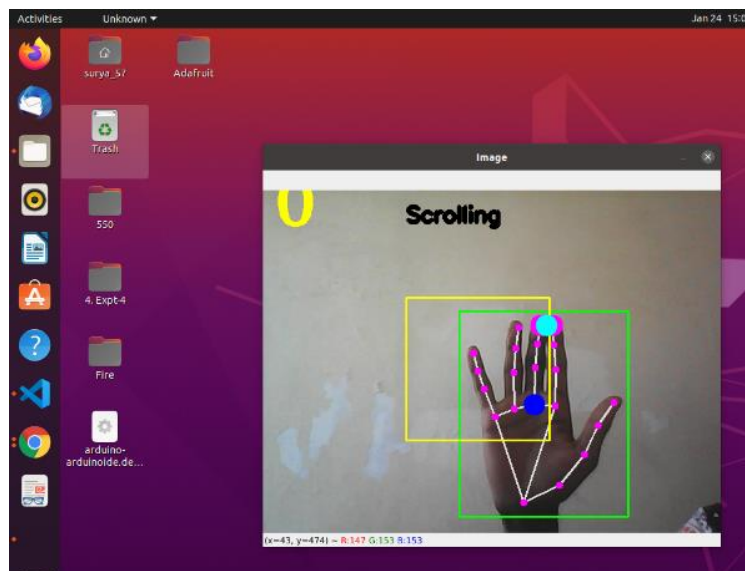 Activities Unknown Jan 24 15:0
surya_57 Adafruit
Trash
550
4. Expt-4
Fire
arduino-
arduinoide.de...
Image
0
Scrolling
(x=43, y=474) ~ R:147 G:153 B:153